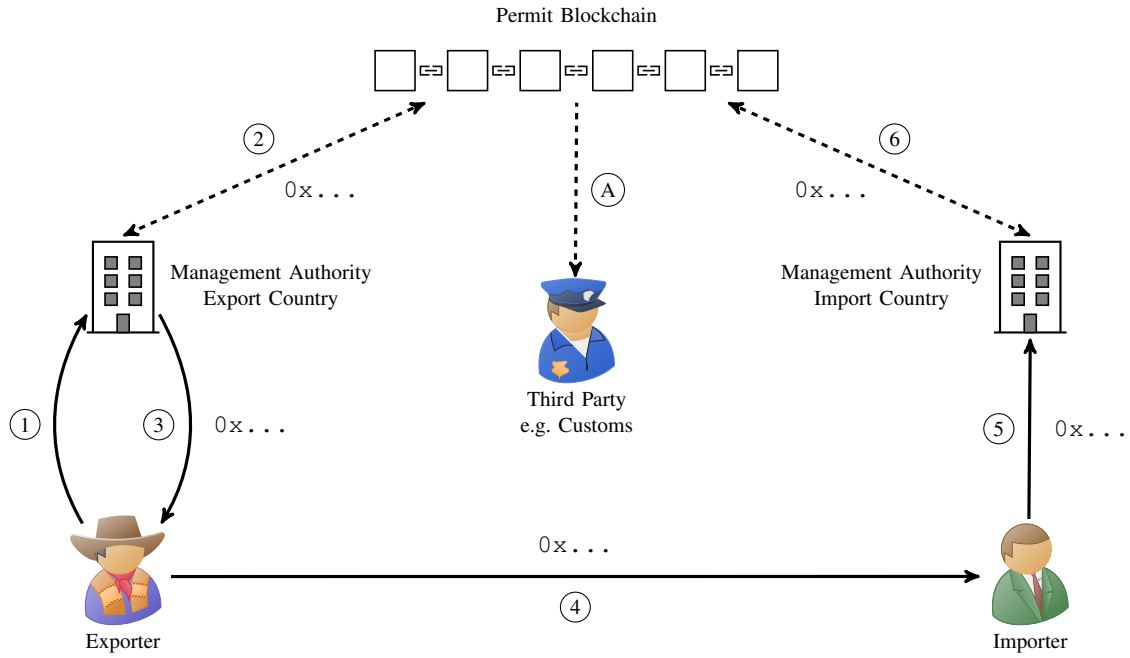 Permit Blockchain
2
6
0x...
A
0x...
Management Authority
Export Country
Management Authority
Import Country
Third Party
e.g. Customs
1
3
0x...
5
0x...
0x...
4
Exporter
Importer